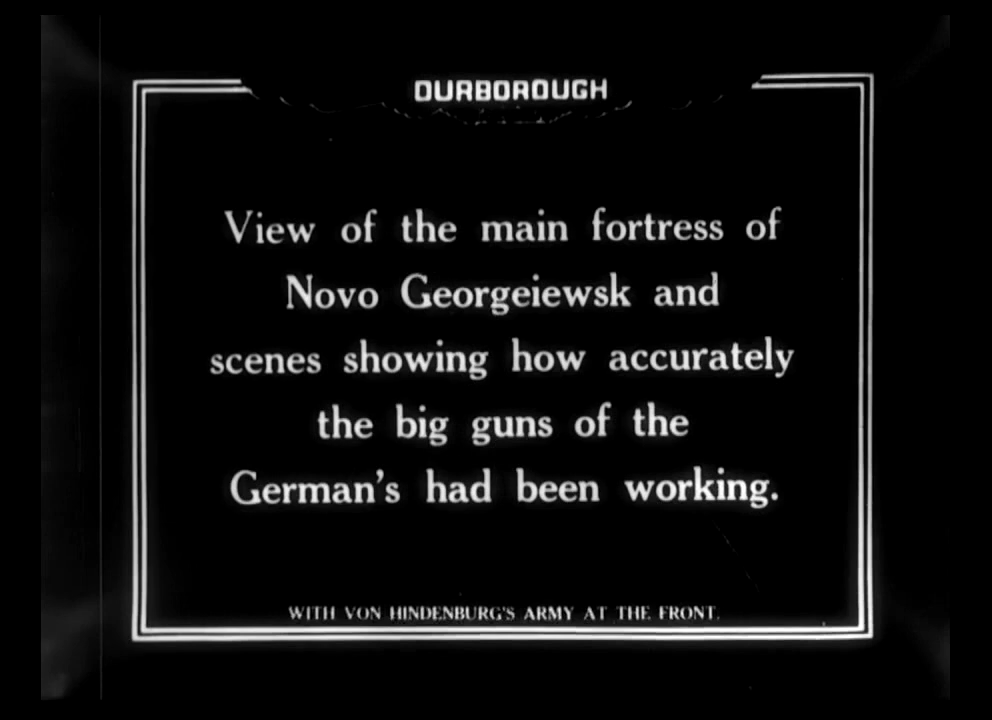 DURBOROUGH
View of the main fortress of
Novo Georgeiewsk and
scenes showing how accurately
the big guns of the
German's had been working.
WITH VON HINDENBURG'S ARMY AT THE FRONT.